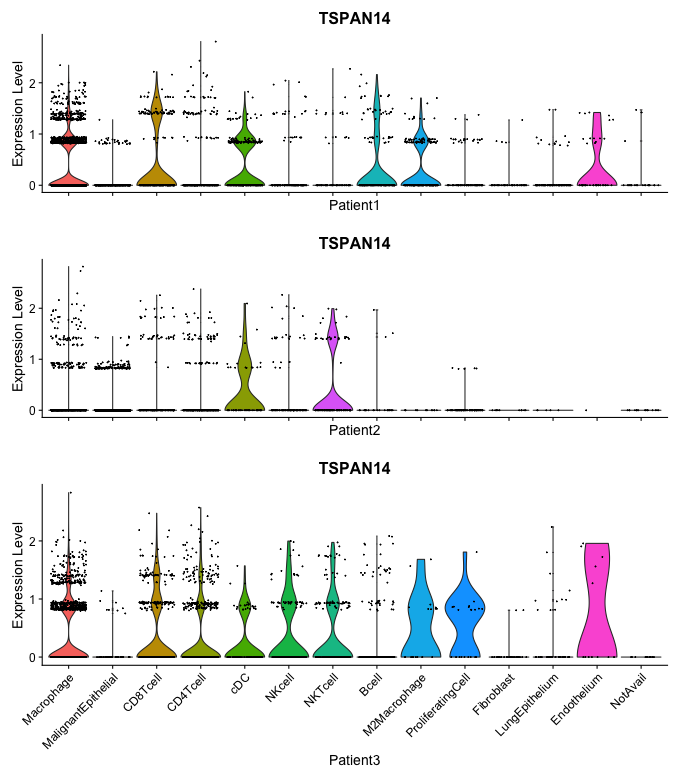 TSPAN14
Expression Level
2
1
0
Patient1
TSPAN14
Expression Level
2
1
0
Patient2
TSPAN14
Expression Level
2
1
0
Macrophage
MalignantEpithelial
CD8Tcell
CD4Tcell
cDC
NKcell
NKTcell
Bcell
M2Macrophage
ProliferatingCell
Fibroblast
LungEpithelium
Endothelium
NotAvail
Patient3